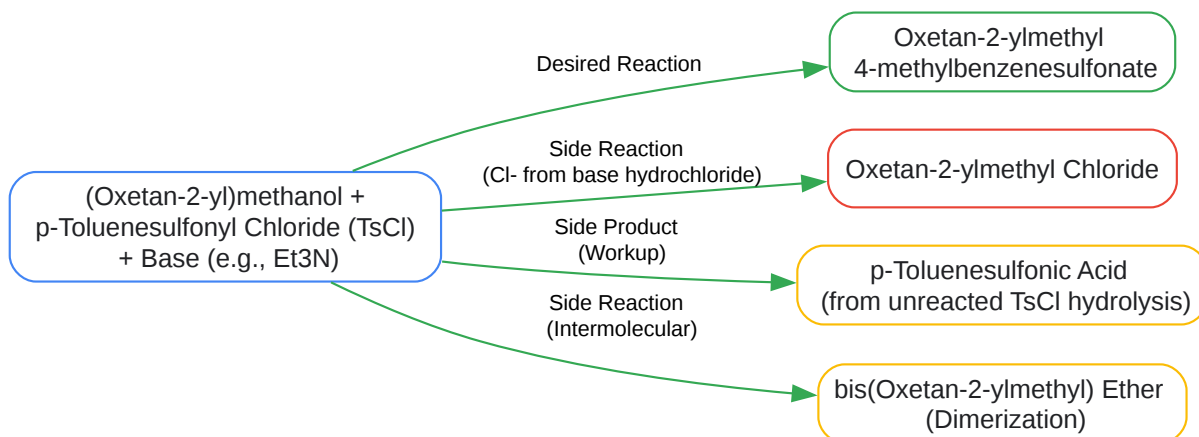 (Oxetan-2-yl)methanol +
p-Toluenesulfonyl Chloride (TsCl)
+ Base (e.g., Et3N)
Desired Reaction
Oxetan-2-ylmethyl
4-methylbenzenesulfonate
Side Reaction
(Cl- from base hydrochloride)
Oxetan-2-ylmethyl Chloride
Side Product
(Workup)
p-Toluenesulfonic Acid
(from unreacted TsCl hydrolysis)
Side Reaction
(Intermolecular)
bis(Oxetan-2-ylmethyl) Ether
(Dimerization)